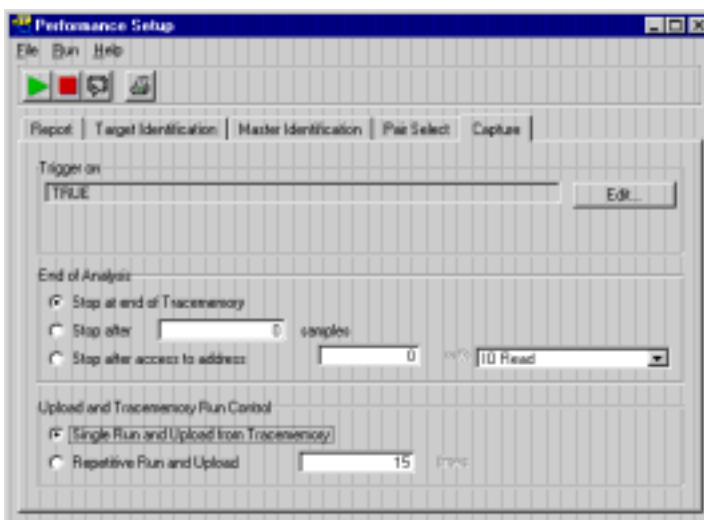 Performance Setup
File Run Help
Report Target Identification Master Identification Pair Select Capture
Trigger on
TRUE Edit...
End of Analysis
Stop at end of Tracememory
Stop after 0 samples
Stop after access to address 0 with IO Read
Upload and Tracememory Run Control
Single Run and Upload from Tracememory
Repetitive Run and Upload 15 times